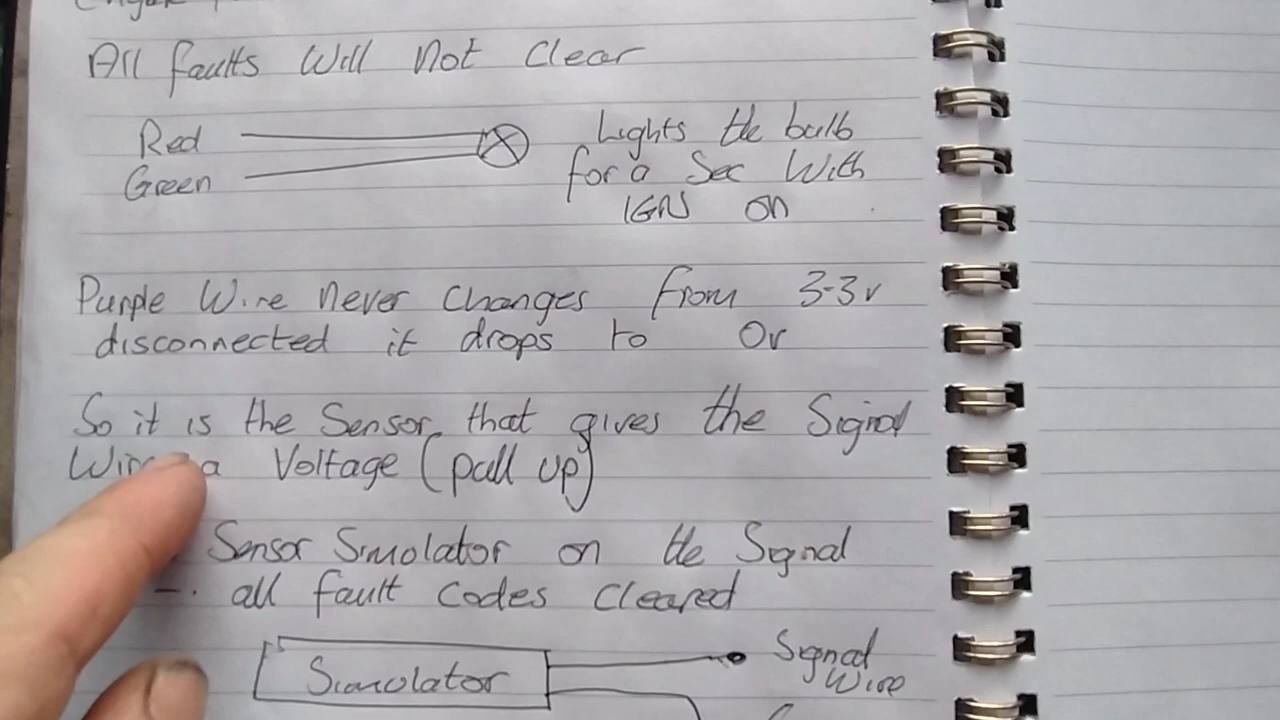 All faults Will Not Clear
Red
Green
Lights the bulb
for a Sec With
IGN on
Purple Wire Never Changes from 3-3v
disconnected it drops to 0v
So it is the Sensor that gives the Signal
a Voltage (pull up)
Sensor Simolator on the Signal
all fault codes Cleared
Simolator
Signal
Wire